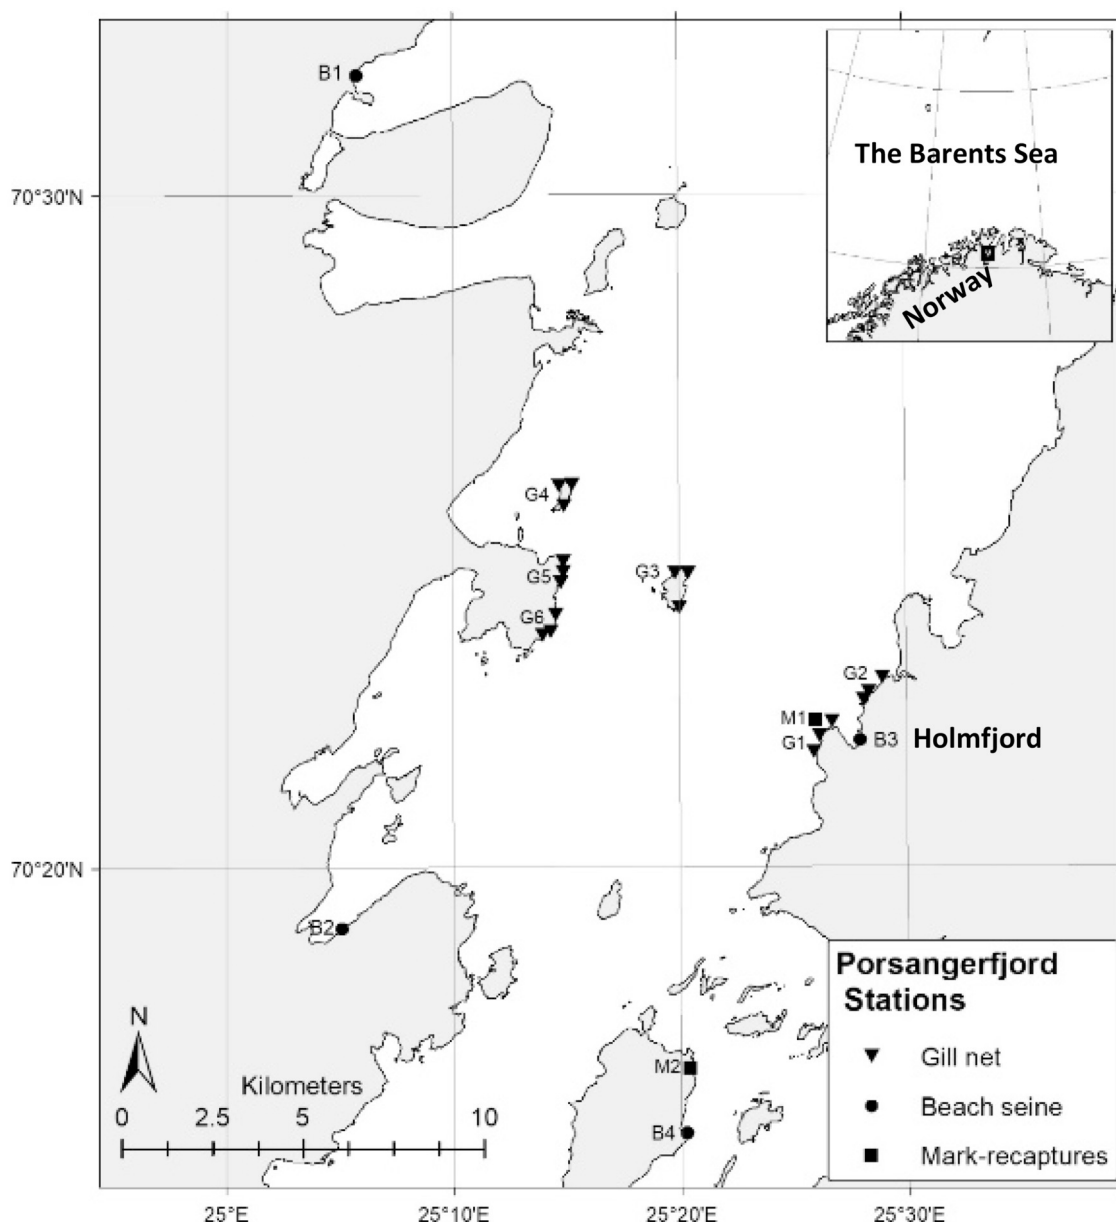 B1
The Barents Sea
70°30'N
Norway
G4
G5
G3
G6
G2
M1
G1
B3
Holmfjord
70°20'N
B2
Porsangerfjord
Stations
N
M2
Gill net
Kilometers
0 2.5 5 10
Beach seine
B4
Mark-recaptures
25°E 25°10'E 25°20'E 25°30'E